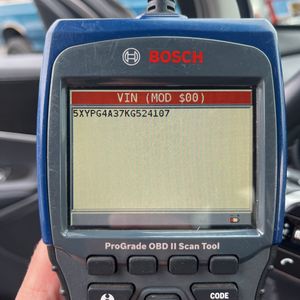 BOSCH
VIN (MOD $00)
5XYPG4A37KG524107
ProGrade OBD II Scan Tool
CODE